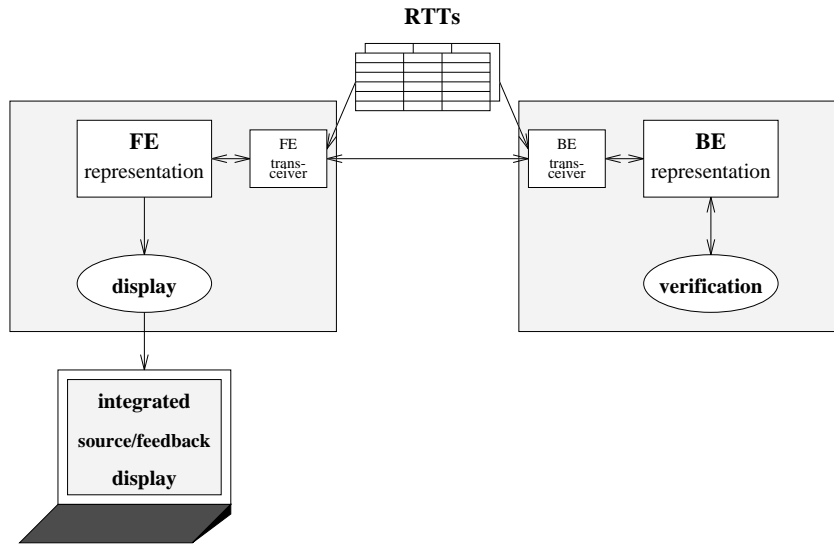 RTTs
FE
representation
FE
trans-
ceiver
BE
trans-
ceiver
BE
representation
display
verification
integrated
source/feedback
display